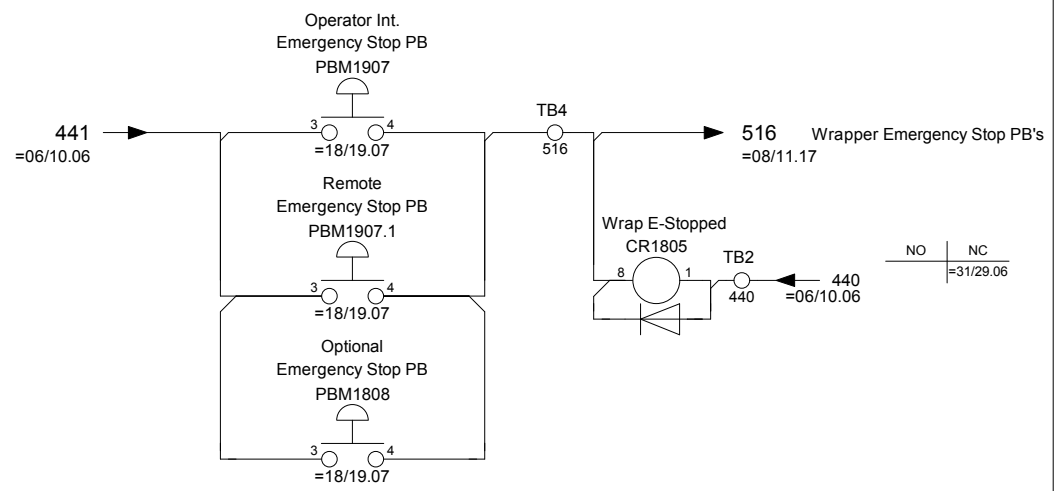 Operator Int.
Emergency Stop PB
PBM1907
441
=06/10.06
3 4
=18/19.07
TB4
516
516 Wrapper Emergency Stop PB's
=08/11.17
Remote
Emergency Stop PB
PBM1907.1
3 4
=18/19.07
Wrap E-Stopped
CR1805
8 1
TB2
440
440
=06/10.06
NO NC
=31/29.06
Optional
Emergency Stop PB
PBM1808
3 4
=18/19.07